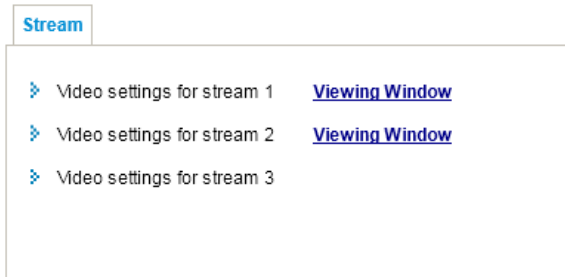 Stream
Video settings for stream 1 Viewing Window
Video settings for stream 2 Viewing Window
Video settings for stream 3